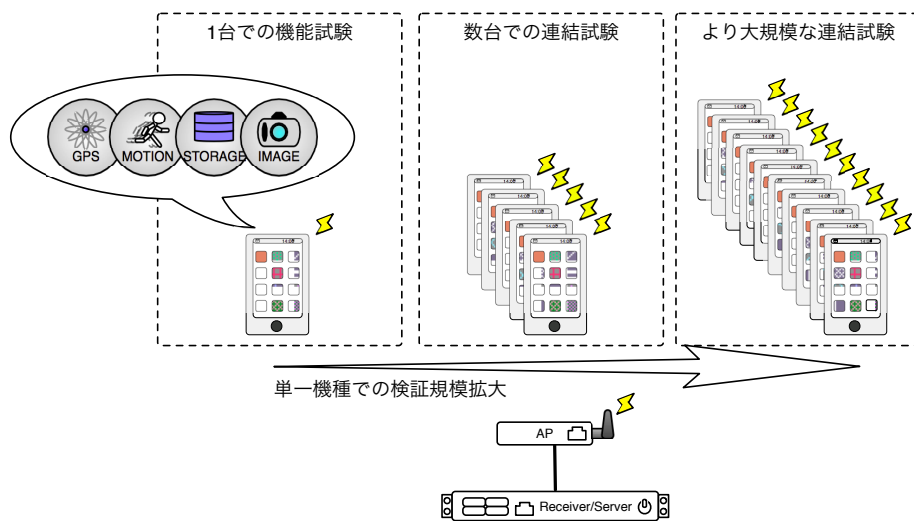 1台での機能試験
数台での連結試験
より大規模な連結試験
GPS
MOTION
STORAGE
IMAGE
単一機種での検証規模拡大
AP
Receiver/Server